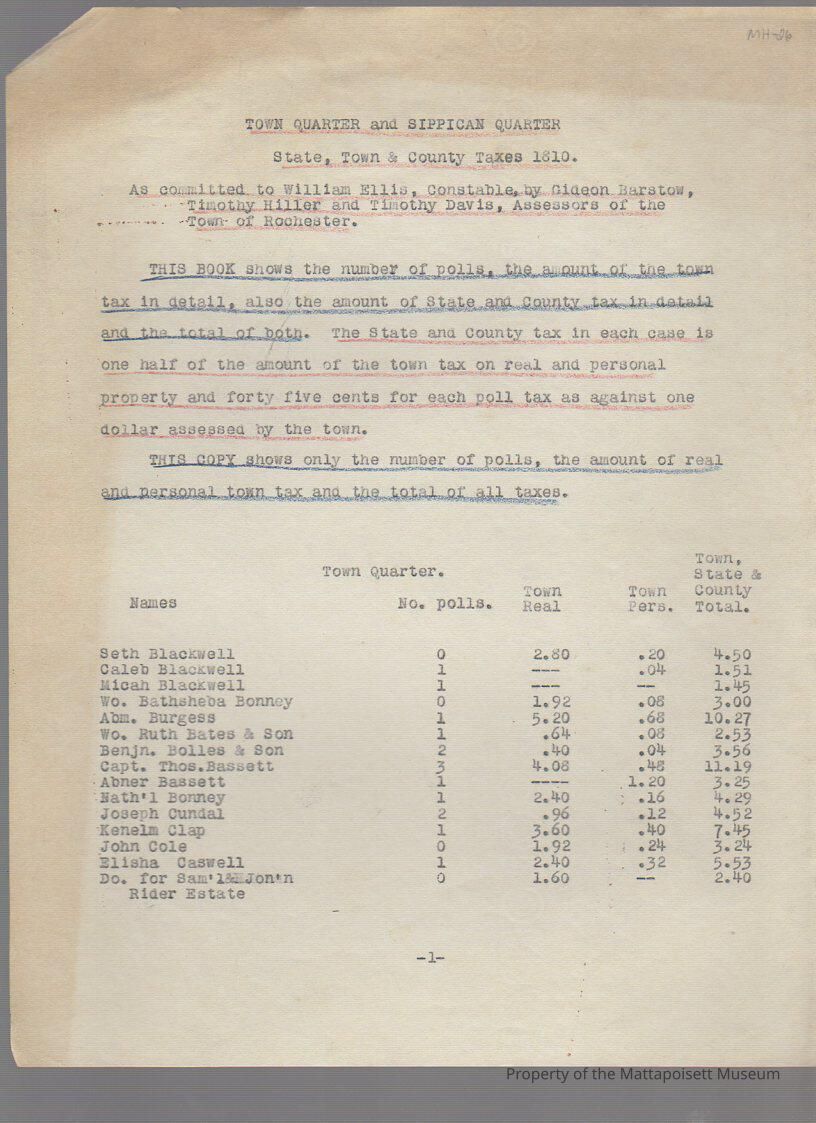 MH-26
TOWN QUARTER and SIPPICAN QUARTER
State, Town & County Taxes 1810.
As committed to William Ellis, Constable, by Gideon Barstow,
Timothy Hiller and Timothy Davis, Assessors of the
Town of Rochester.
THIS BOOK shows the number of polls, the amount of the town
tax in detail, also the amount of State and County tax in detail
and the total of both. The State and County tax in each case is
one half of the amount of the town tax on real and personal
property and forty five cents for each poll tax as against one
dollar assessed by the town.
THIS COPY shows only the number of polls, the amount of real
and personal town tax and the total of all taxes.
Town Quarter.
Names No. polls. Town Real Town Pers. Town, State & County Total.
Seth Blackwell 0 2.80 .20 4.50
Caleb Blackwell 1 --- .04 1.51
Micah Blackwell 1 --- -- 1.45
Wo. Bathsheba Bonney 0 1.92 .08 3.00
Abm. Burgess 1 5.20 .68 10.27
Wo. Ruth Bates & Son 1 .64 .08 2.53
Benjn. Bolles & Son 2 .40 .04 3.56
Capt. Thos.Bassett 3 4.08 .48 11.19
Abner Bassett 1 ---- 1.20 3.25
Nath'l Bonney 1 2.40 .16 4.29
Joseph Cundal 2 .96 .12 4.52
Kenelm Clap 1 3.60 .40 7.45
John Cole 0 1.92 .24 3.24
Elisha Caswell 1 2.40 .32 5.53
Do. for Sam'l& Jon'n 0 1.60 -- 2.40
Rider Estate
-1-
Property of the Mattapoisett Museum